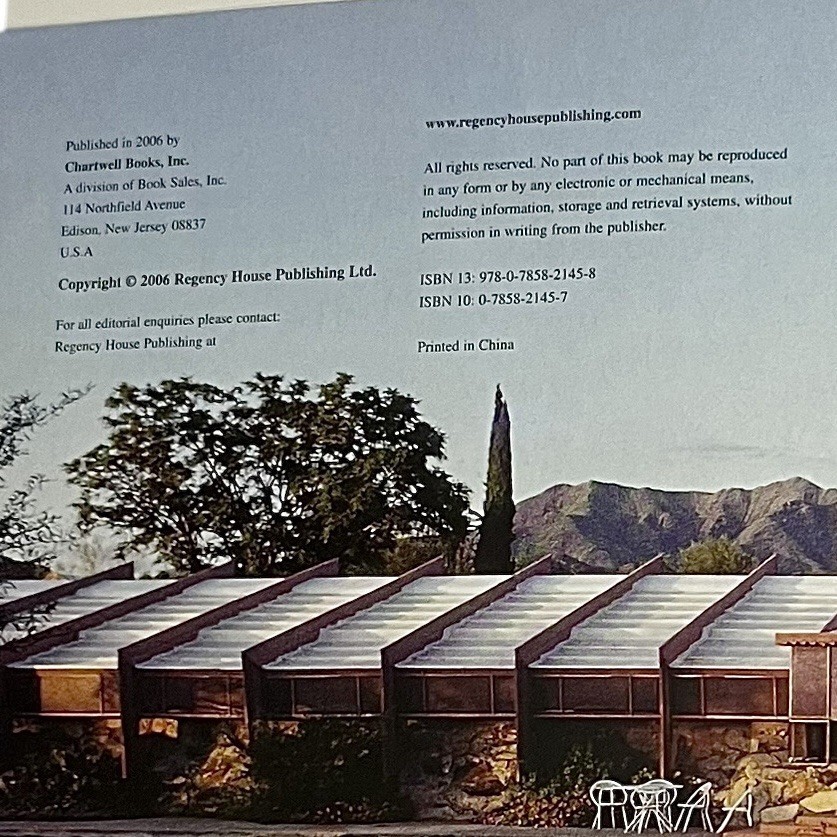 Published in 2006 by
Chartwell Books, Inc.
A division of Book Sales, Inc.
114 Northfield Avenue
Edison, New Jersey 08837
U.S.A
Copyright © 2006 Regency House Publishing Ltd.
For all editorial enquiries please contact:
Regency House Publishing at
www.regencyhousepublishing.com
All rights reserved. No part of this book may be reproduced
in any form or by any electronic or mechanical means,
including information, storage and retrieval systems, without
permission in writing from the publisher.
ISBN 13: 978-0-7858-2145-8
ISBN 10: 0-7858-2145-7
Printed in China